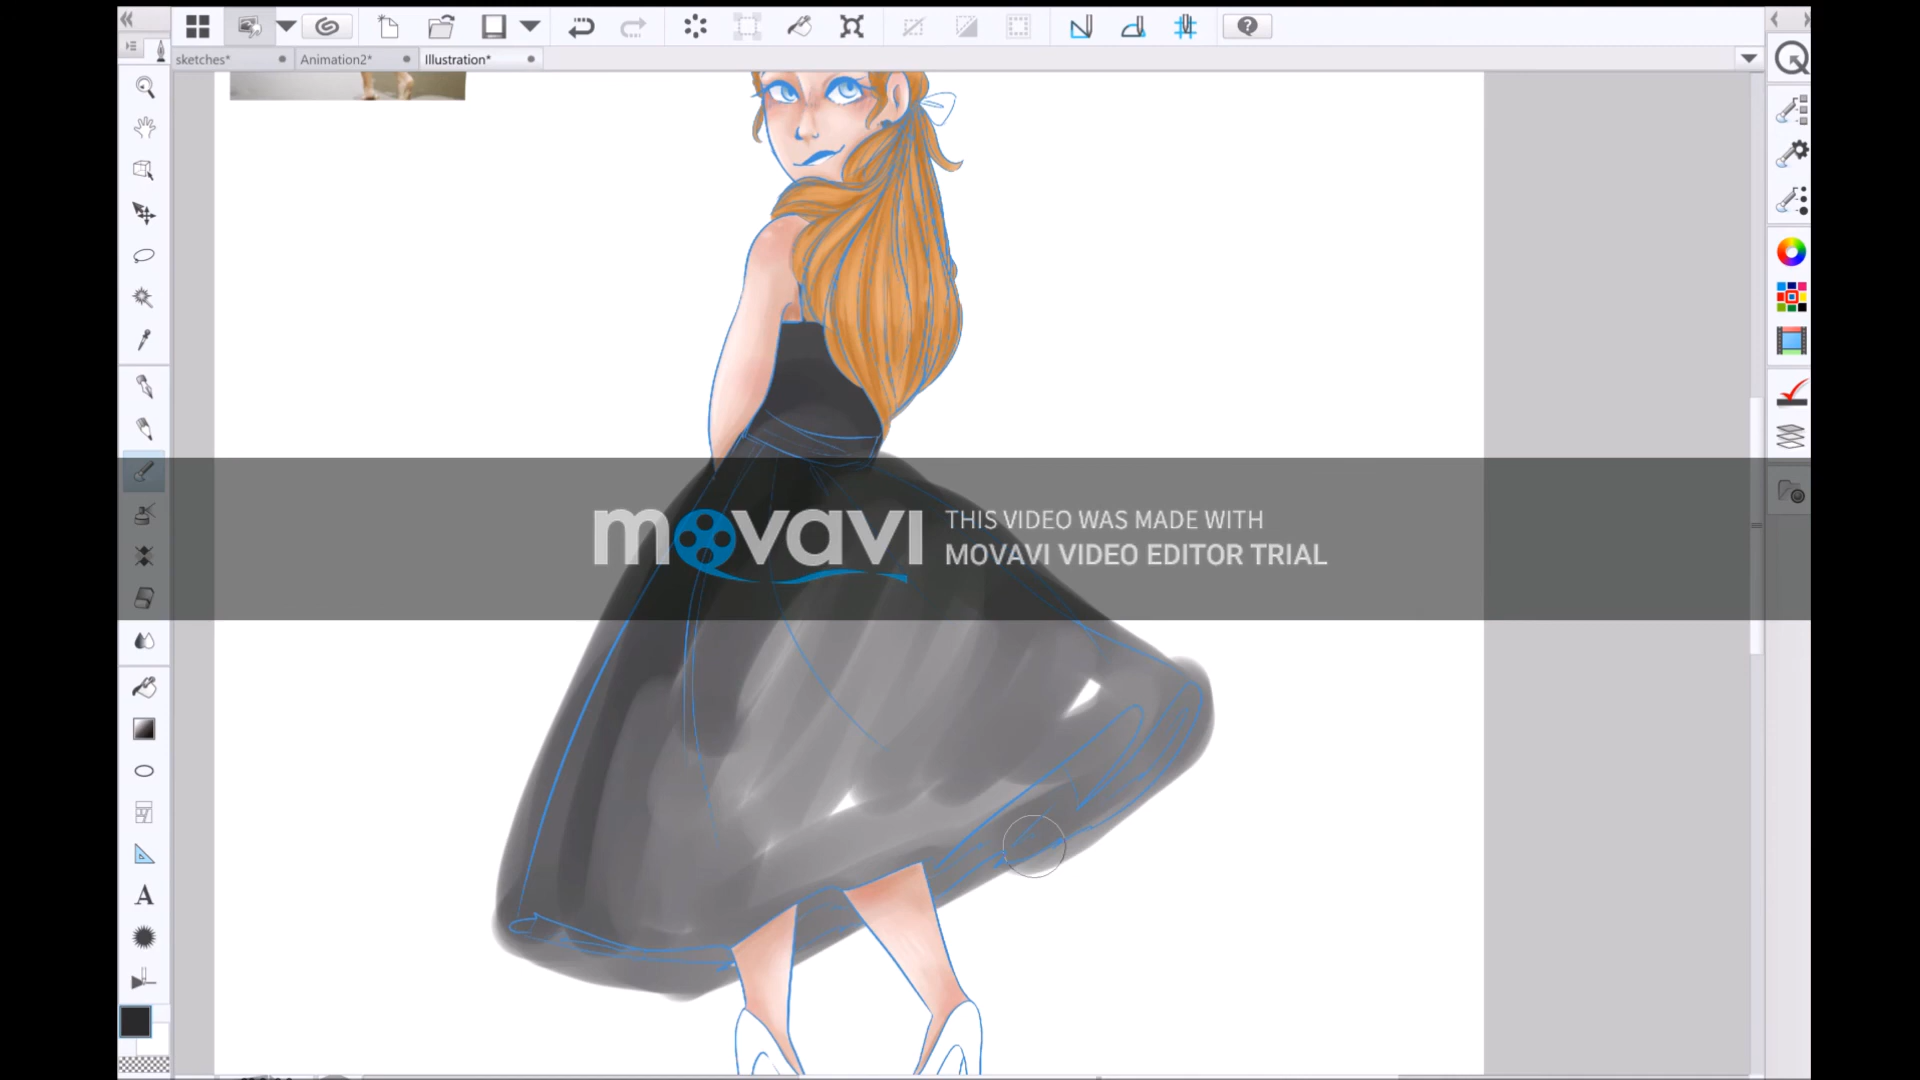 sketches*
Animation2*
Illustration*
movavi
THIS VIDEO WAS MADE WITH
MOVAVI VIDEO EDITOR TRIAL
A